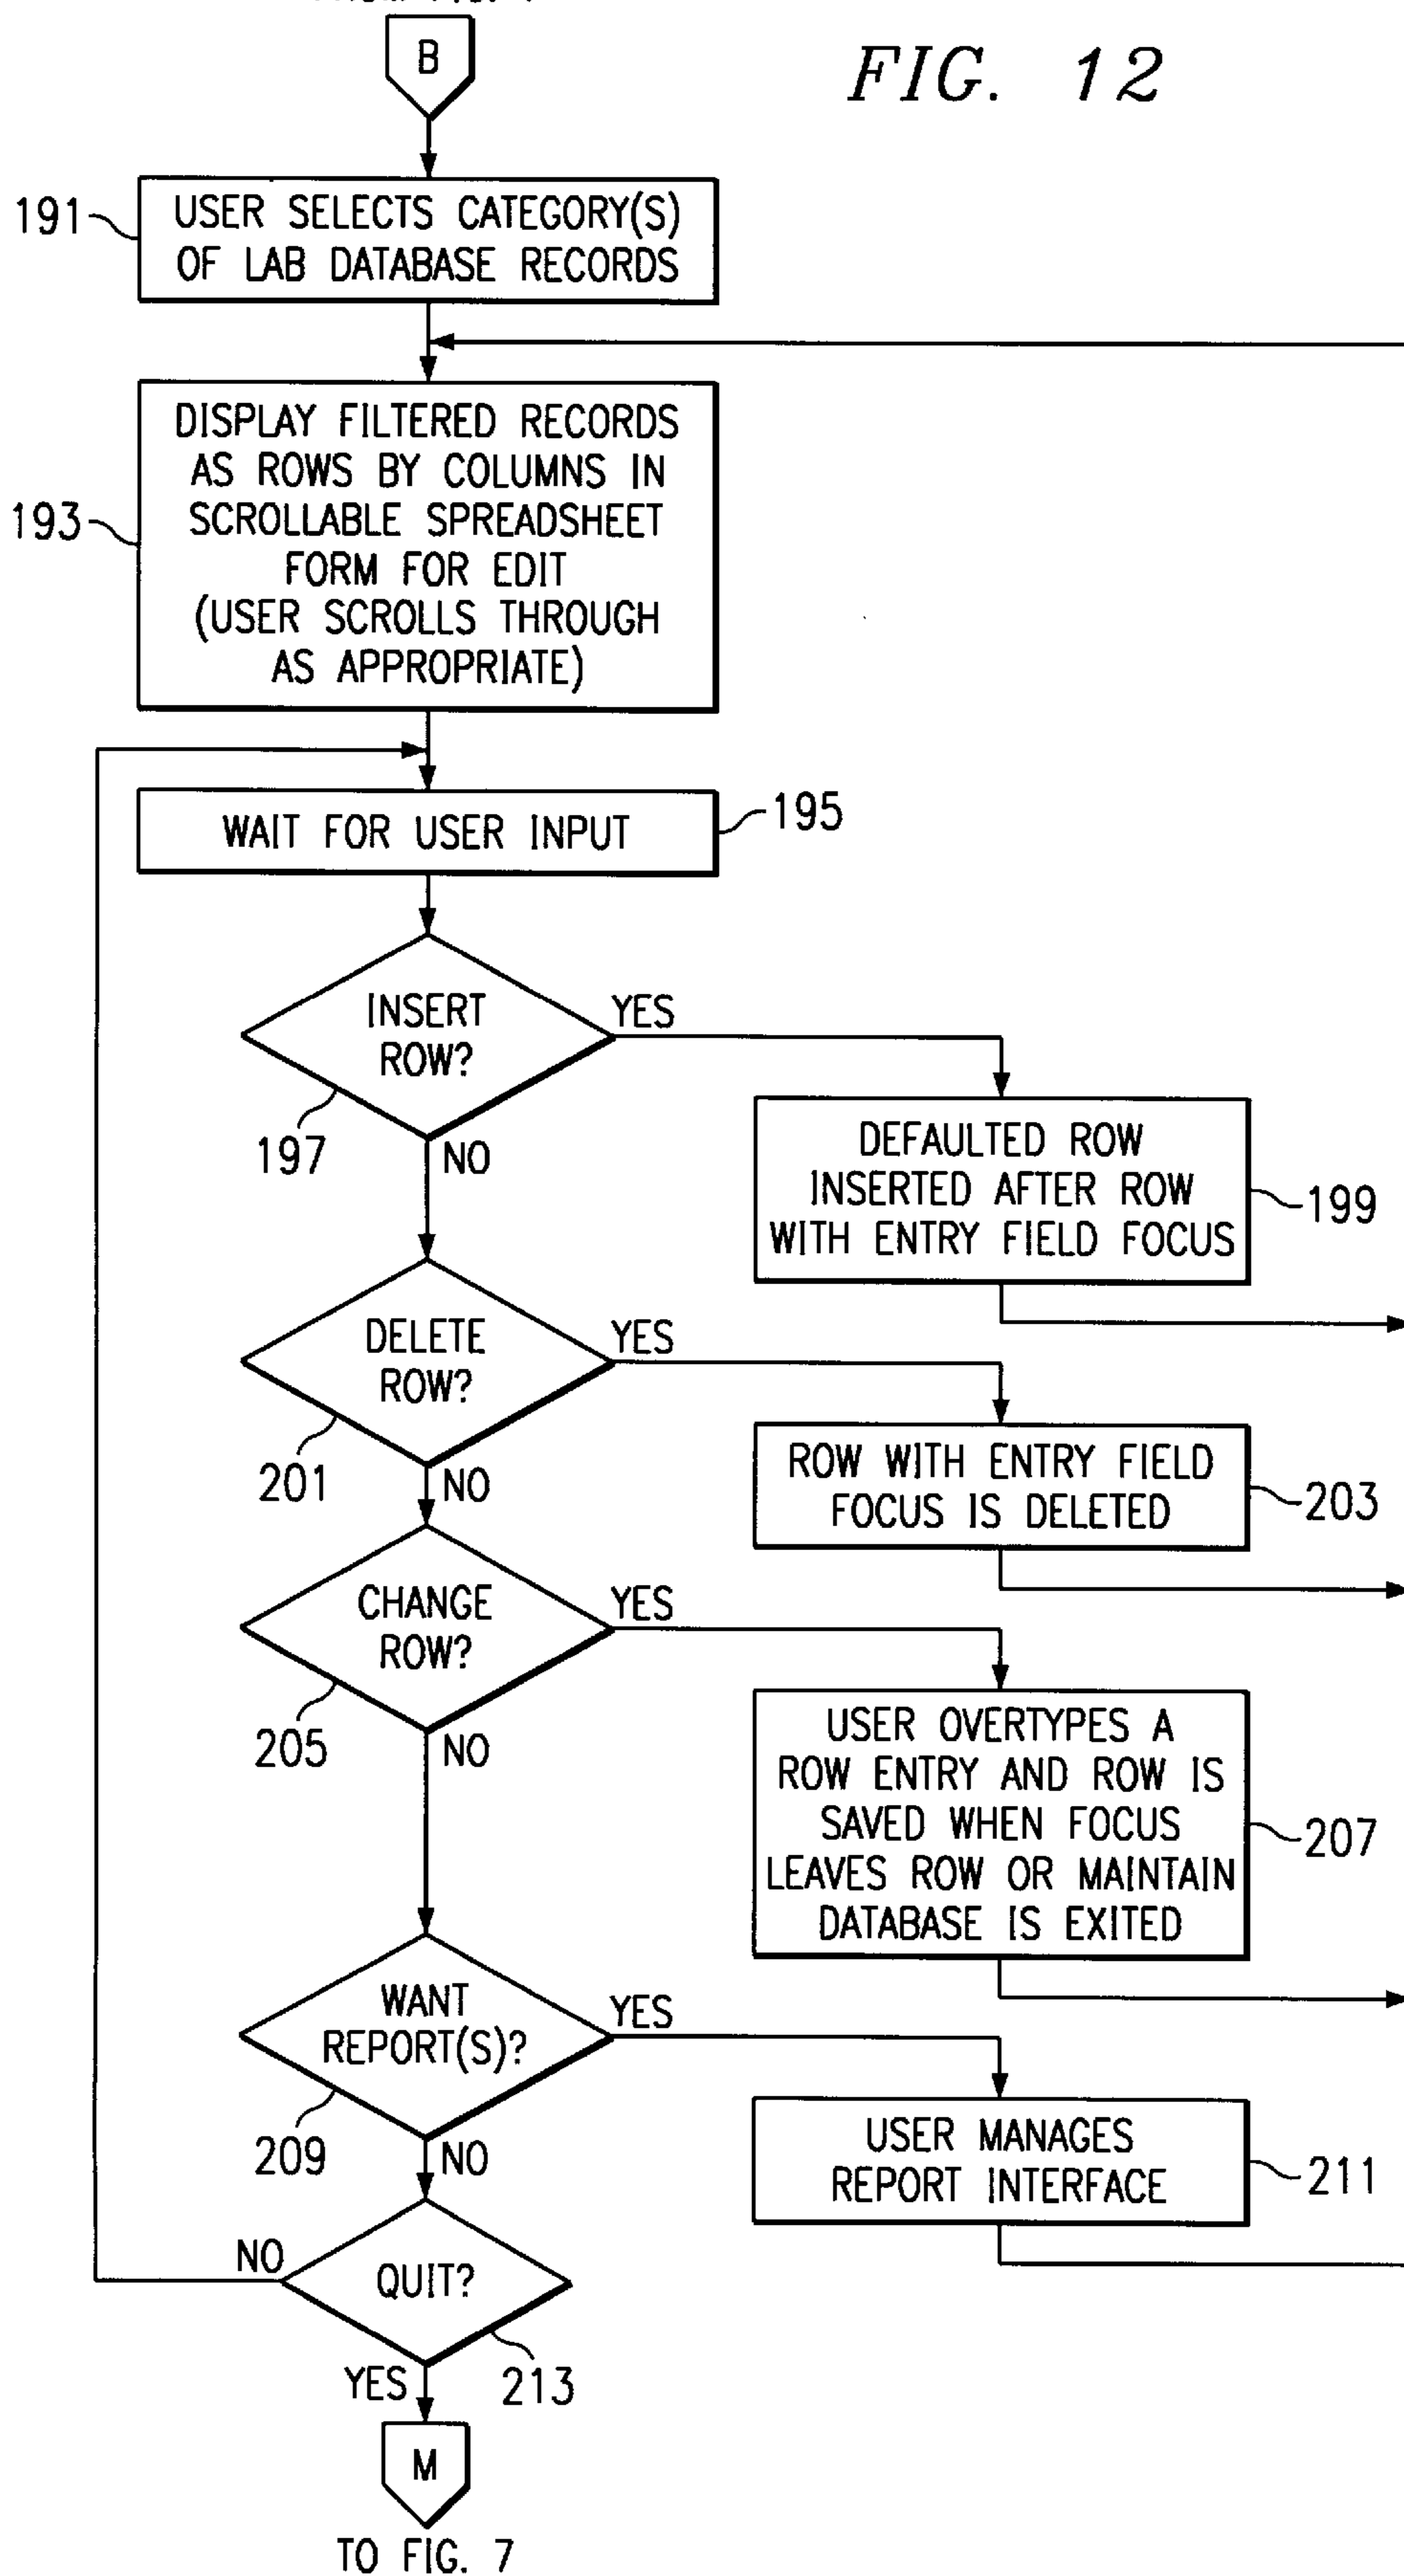 B
FIG. 12
191
USER SELECTS CATEGORY(S)
OF LAB DATABASE RECORDS
193
DISPLAY FILTERED RECORDS
AS ROWS BY COLUMNS IN
SCROLLABLE SPREADSHEET
FORM FOR EDIT
(USER SCROLLS THROUGH
AS APPROPRIATE)
WAIT FOR USER INPUT
195
INSERT
ROW?
YES
197
NO
DEFAULTED ROW
INSERTED AFTER ROW
WITH ENTRY FIELD FOCUS
199
DELETE
ROW?
YES
201
NO
ROW WITH ENTRY FIELD
FOCUS IS DELETED
203
CHANGE
ROW?
YES
205
NO
USER OVERTYPES A
ROW ENTRY AND ROW IS
SAVED WHEN FOCUS
LEAVES ROW OR MAINTAIN
DATABASE IS EXITED
207
WANT
REPORT(S)?
YES
209
NO
USER MANAGES
REPORT INTERFACE
211
NO
QUIT?
213
YES
M
TO FIG. 7